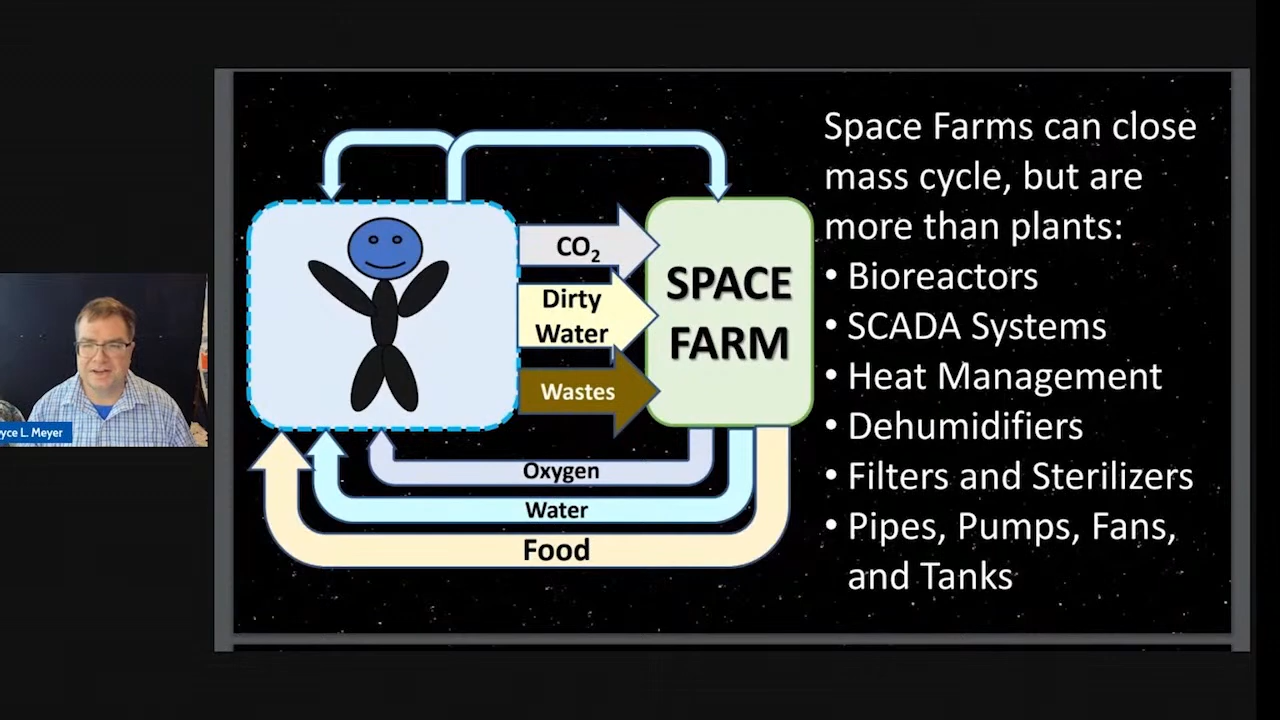 Space Farms can close
mass cycle, but are
more than plants:
• Bioreactors
• SCADA Systems
• Heat Management
• Dehumidifiers
• Filters and Sterilizers
• Pipes, Pumps, Fans,
and Tanks
CO₂
Dirty
Water
Wastes
SPACE
FARM
Oxygen
Water
Food
L. Meyer